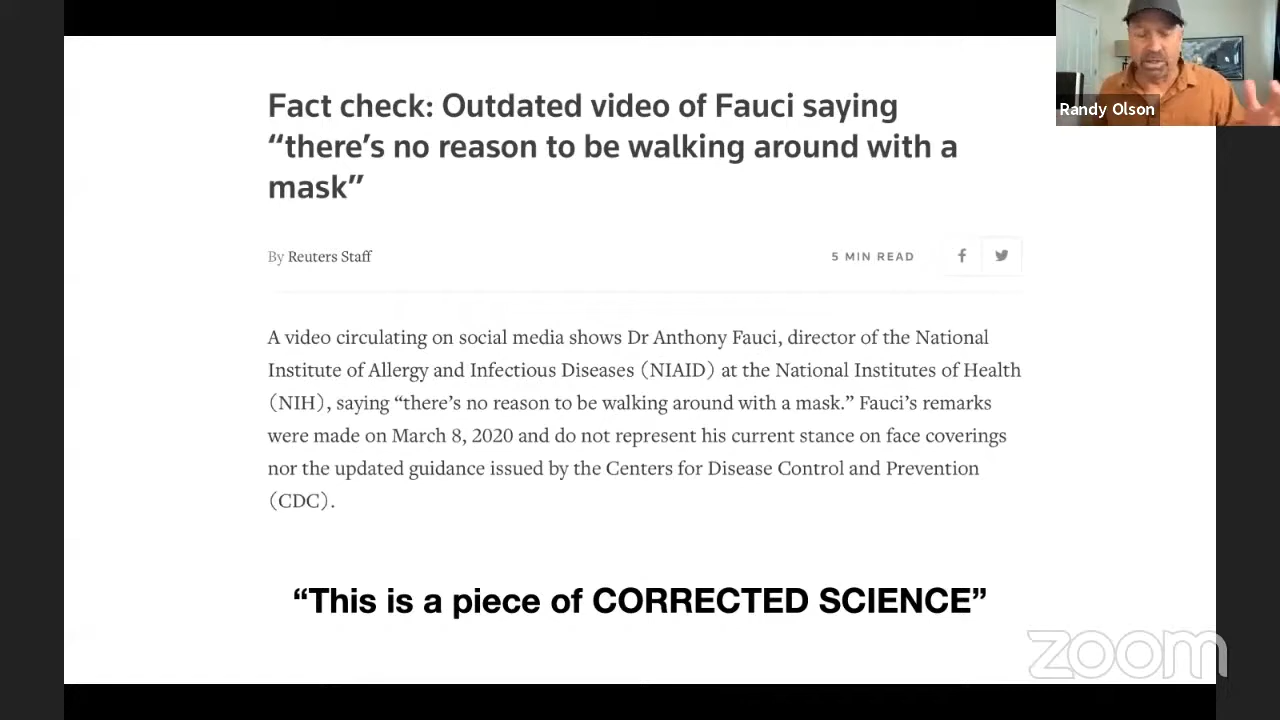 Fact check: Outdated video of Fauci saying
“there’s no reason to be walking around with a
mask”
By Reuters Staff
5 MIN READ
A video circulating on social media shows Dr Anthony Fauci, director of the National
Institute of Allergy and Infectious Diseases (NIAID) at the National Institutes of Health
(NIH), saying “there’s no reason to be walking around with a mask.” Fauci’s remarks
were made on March 8, 2020 and do not represent his current stance on face coverings
nor the updated guidance issued by the Centers for Disease Control and Prevention
(CDC).
“This is a piece of CORRECTED SCIENCE”
Randy Olson
zoom